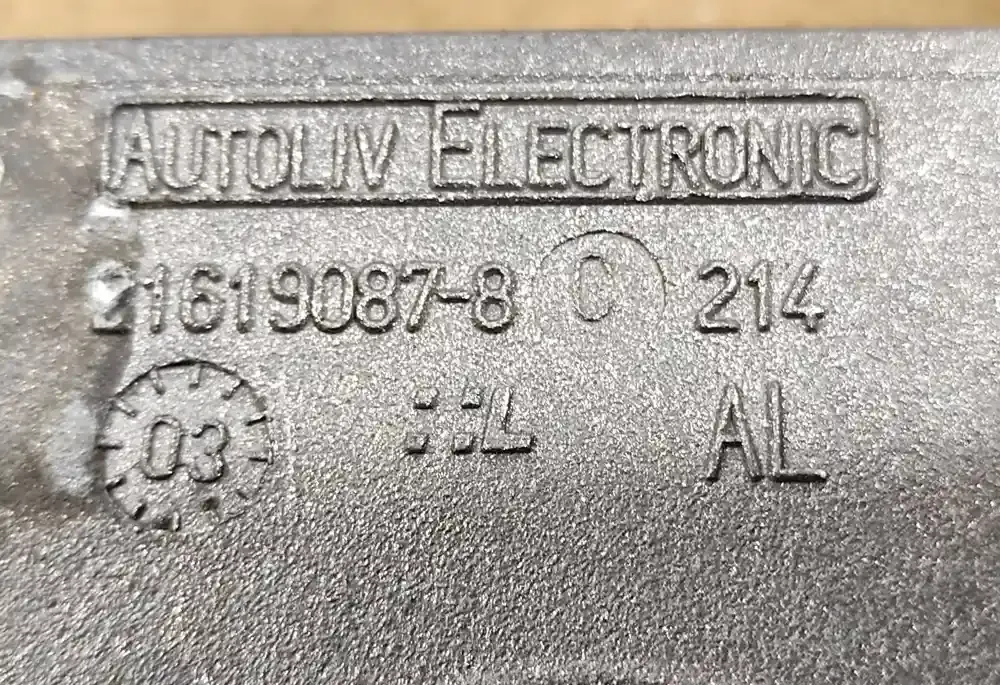 AUTOLIV ELECTRONIC
21619087-8 C 214
03 AL